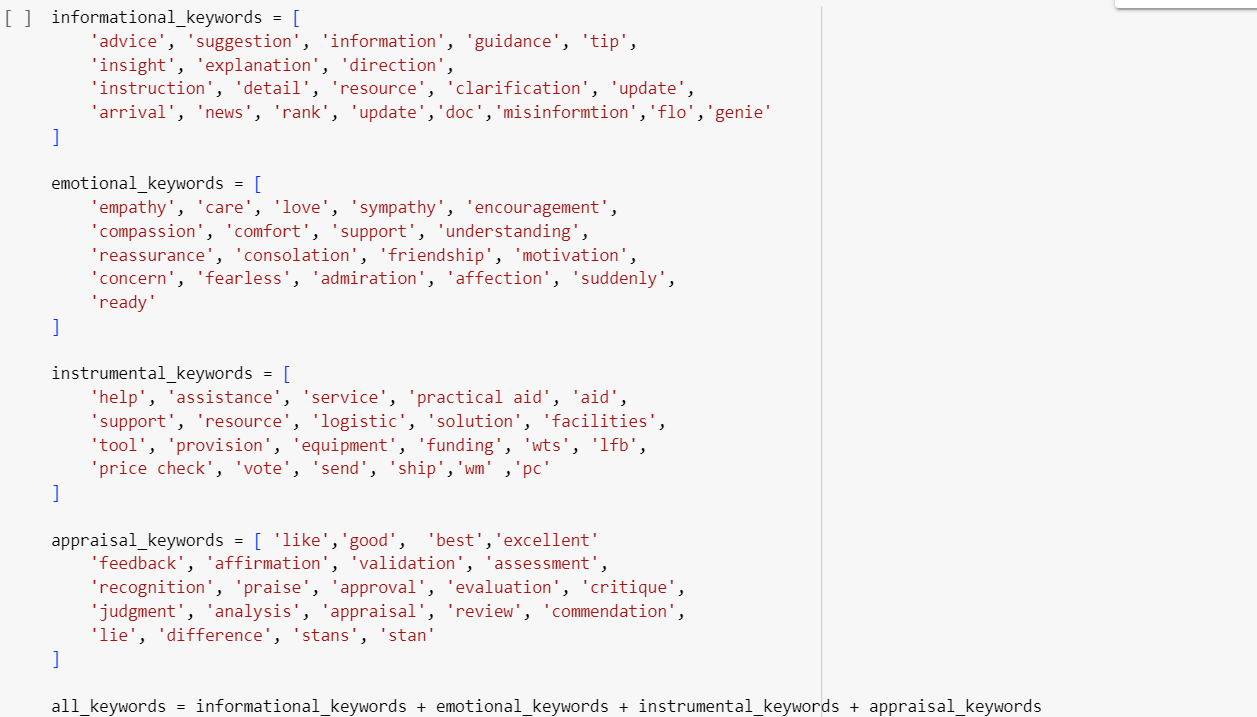 [ ] informational_keywords = [
    'advice', 'suggestion', 'information', 'guidance', 'tip',
    'insight', 'explanation', 'direction',
    'instruction', 'detail', 'resource', 'clarification', 'update',
    'arrival', 'news', 'rank', 'update','doc','misinformtion','flo','genie'
]
emotional_keywords = [
    'empathy', 'care', 'love', 'sympathy', 'encouragement',
    'compassion', 'comfort', 'support', 'understanding',
    'reassurance', 'consolation', 'friendship', 'motivation',
    'concern', 'fearless', 'admiration', 'affection', 'suddenly',
    'ready'
]
instrumental_keywords = [
    'help', 'assistance', 'service', 'practical aid', 'aid',
    'support', 'resource', 'logistic', 'solution', 'facilities',
    'tool', 'provision', 'equipment', 'funding', 'wts', 'lfb',
    'price check', 'vote', 'send', 'ship','wm' ,'pc'
]
appraisal_keywords = [ 'like','good',  'best','excellent'
    'feedback', 'affirmation', 'validation', 'assessment',
    'recognition', 'praise', 'approval', 'evaluation', 'critique',
    'judgment', 'analysis', 'appraisal', 'review', 'commendation',
    'lie', 'difference', 'stans', 'stan'
]
all_keywords = informational_keywords + emotional_keywords + instrumental_keywords + appraisal_keywords